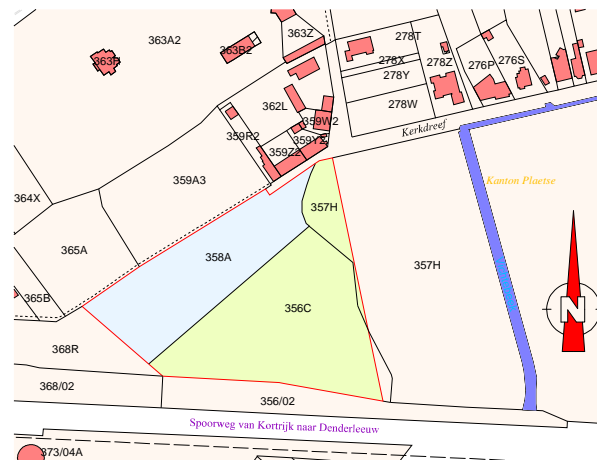 363A2
363Z
363R
363B2
278T
278X
278Y
278Z
278W
276P
276S
362L
359W2
359R2
359Y2
359Z2
Kerkdreef
359A3
Kanton Plaetse
364X
357H
365A
358A
357H
365B
356C
N
368R
368/02
356/02
Spoorweg van Kortrijk naar Denderleeuw
373/04A